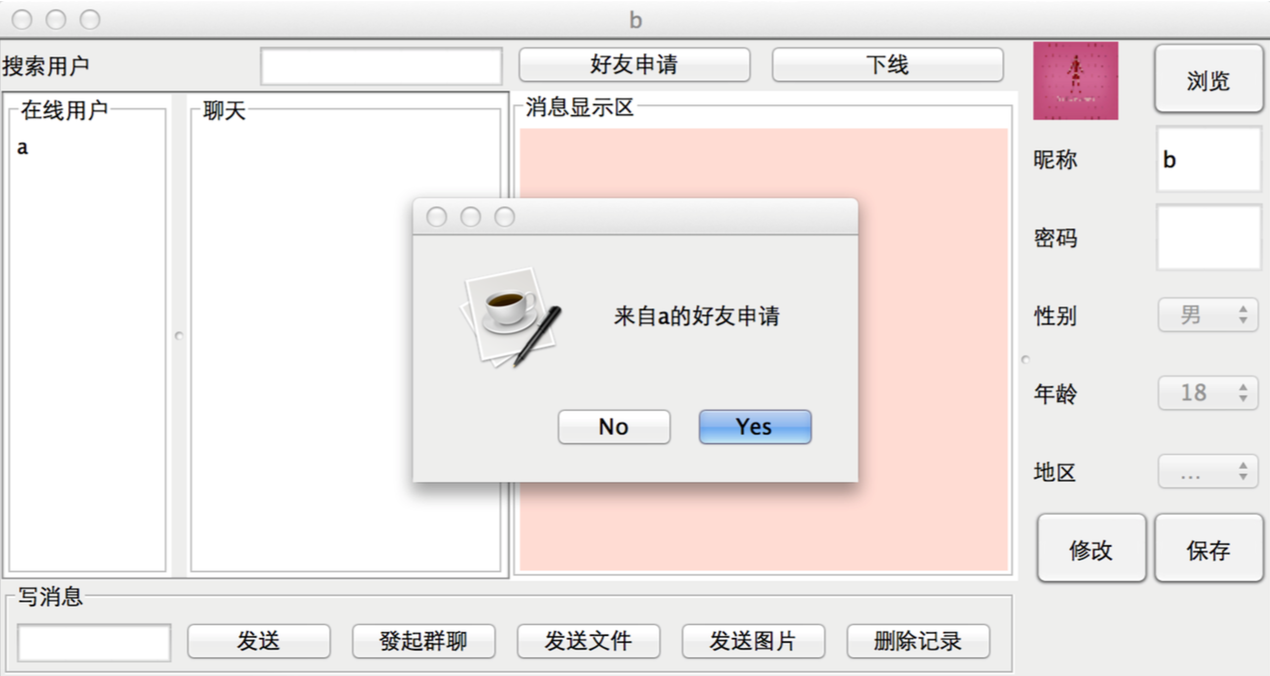 b
搜索用户
好友申请
下线
浏览
在线用户
a
聊天
消息显示区
昵称
b
密码
性别
男
年龄
18
地区
...
修改
保存
来自a的好友申请
No
Yes
写消息
发送
發起群聊
发送文件
发送图片
删除记录